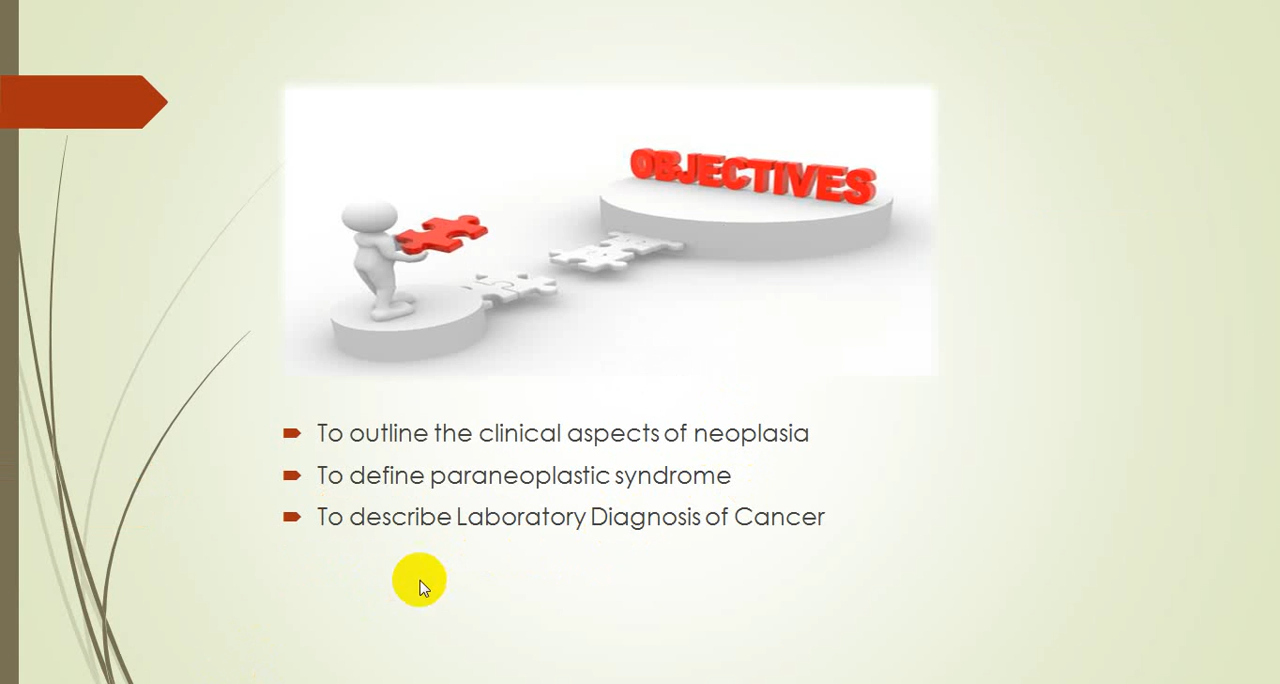 OBJECTIVES
To outline the clinical aspects of neoplasia
To define paraneoplastic syndrome
To describe Laboratory Diagnosis of Cancer